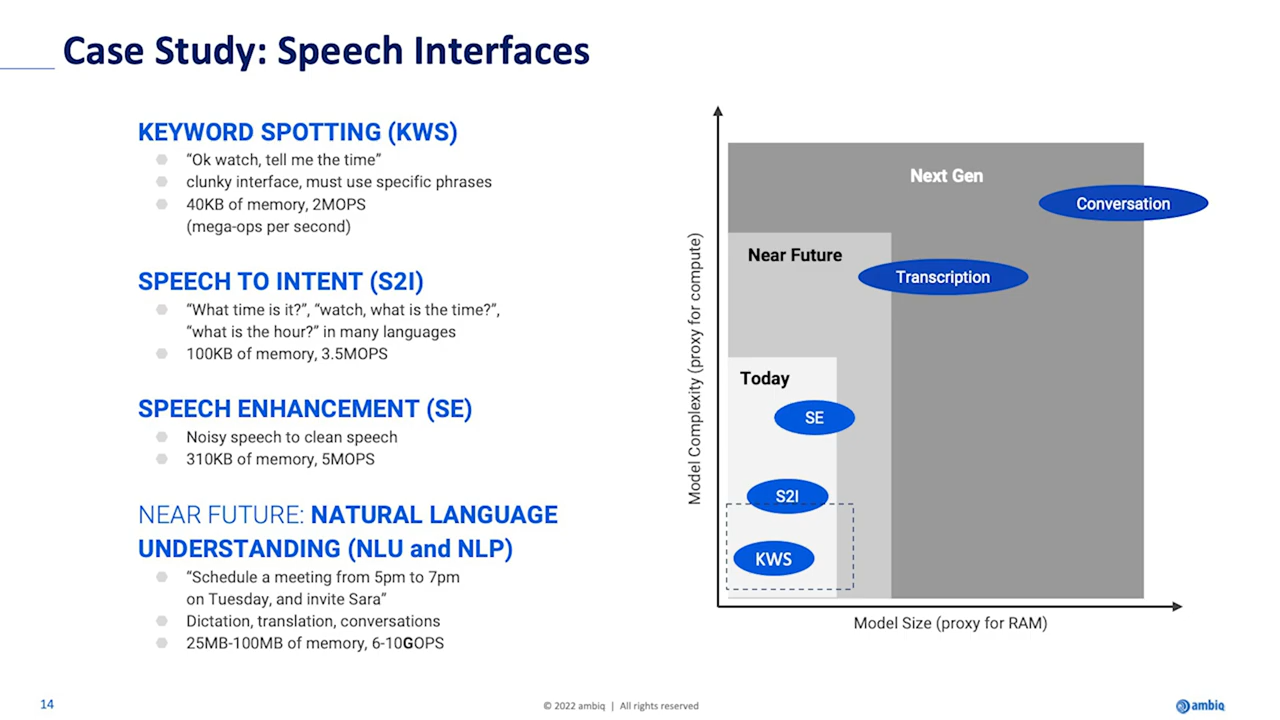 Case Study: Speech Interfaces
KEYWORD SPOTTING (KWS)
“Ok watch, tell me the time”
clunky interface, must use specific phrases
40KB of memory, 2MOPS
(mega-ops per second)
SPEECH TO INTENT (S2I)
“What time is it?”, “watch, what is the time?”,
“what is the hour?” in many languages
100KB of memory, 3.5MOPS
SPEECH ENHANCEMENT (SE)
Noisy speech to clean speech
310KB of memory, 5MOPS
NEAR FUTURE: NATURAL LANGUAGE
UNDERSTANDING (NLU and NLP)
“Schedule a meeting from 5pm to 7pm
on Tuesday, and invite Sara”
Dictation, translation, conversations
25MB-100MB of memory, 6-10GOPS
Model Complexity (proxy for compute)
Next Gen
Conversation
Near Future
Transcription
Today
SE
S2I
KWS
Model Size (proxy for RAM)
14
© 2022 ambiq | All rights reserved
ambiq